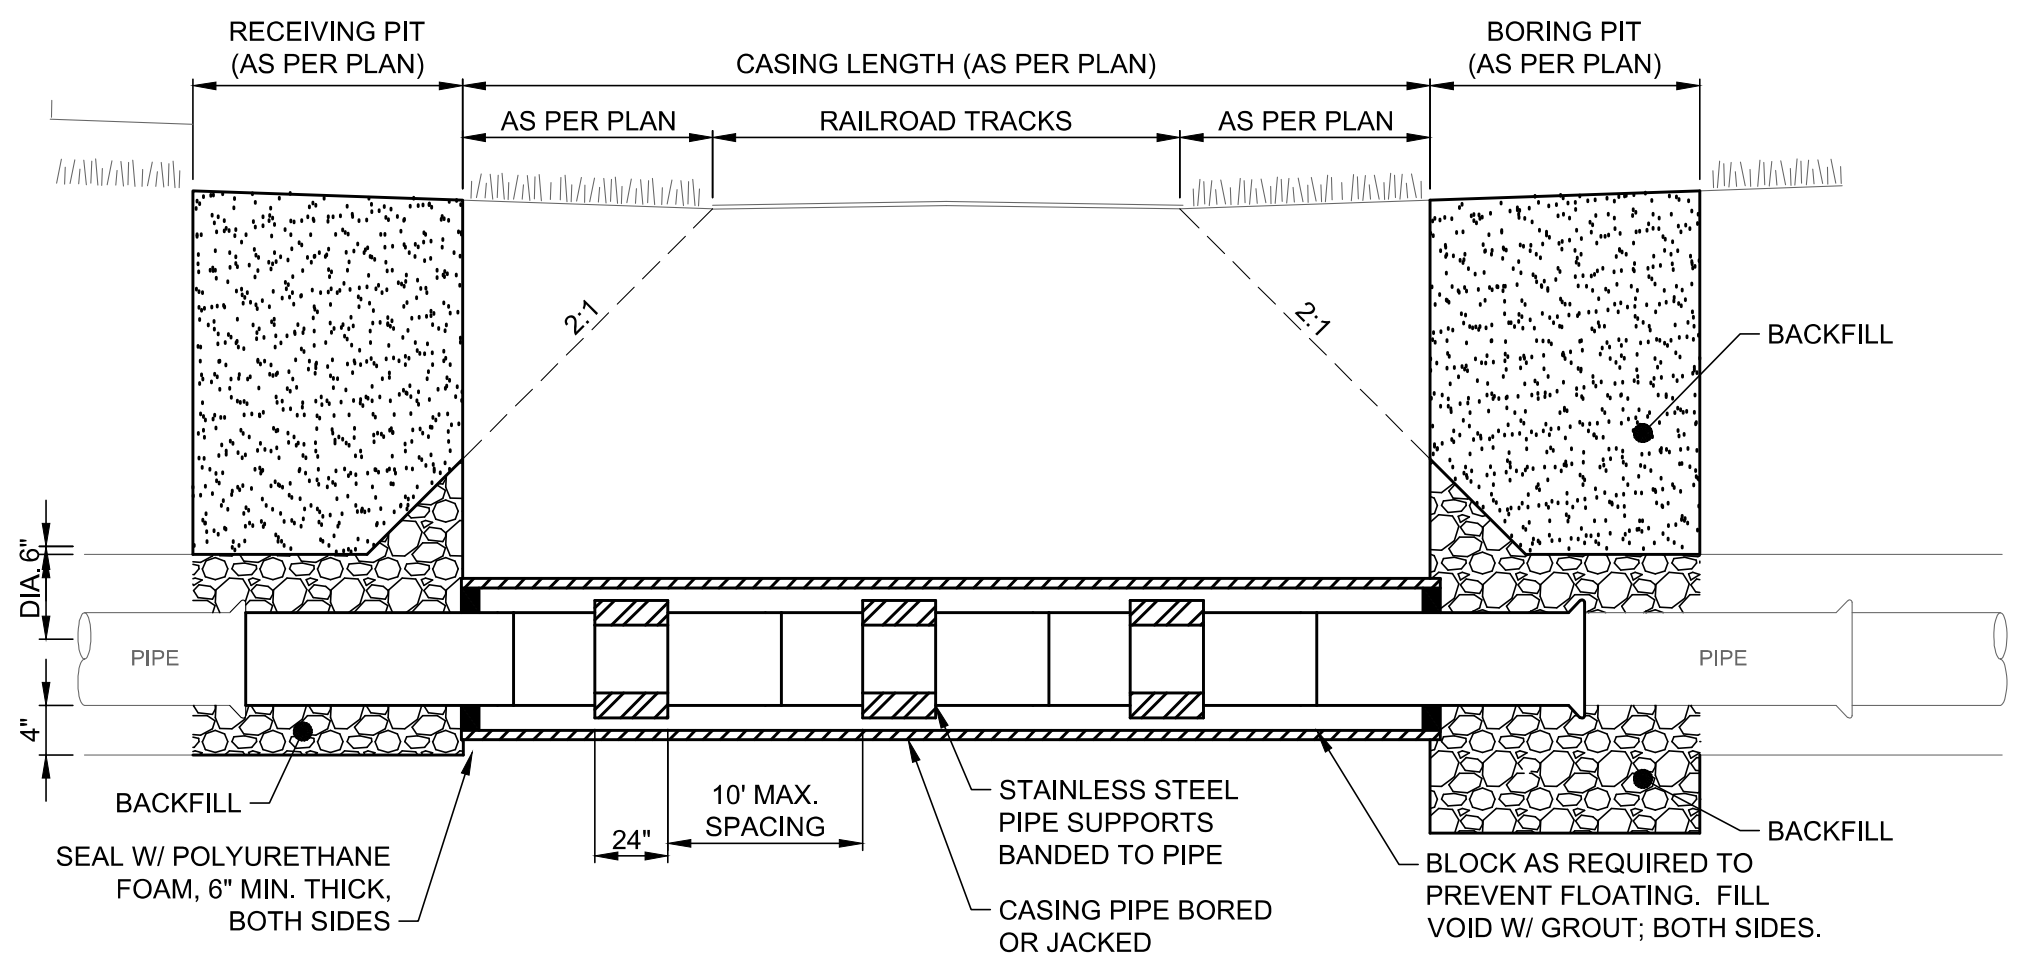 RECEIVING PIT
(AS PER PLAN)
CASING LENGTH (AS PER PLAN)
BORING PIT
(AS PER PLAN)
AS PER PLAN
RAILROAD TRACKS
AS PER PLAN
2:1
2:1
BACKFILL
6"
DIA.
PIPE
PIPE
4"
BACKFILL
SEAL W/ POLYURETHANE
FOAM, 6" MIN. THICK,
BOTH SIDES
24"
10' MAX.
SPACING
STAINLESS STEEL
PIPE SUPPORTS
BANDED TO PIPE
CASING PIPE BORED
OR JACKED
BACKFILL
BLOCK AS REQUIRED TO
PREVENT FLOATING. FILL
VOID W/ GROUT; BOTH SIDES.